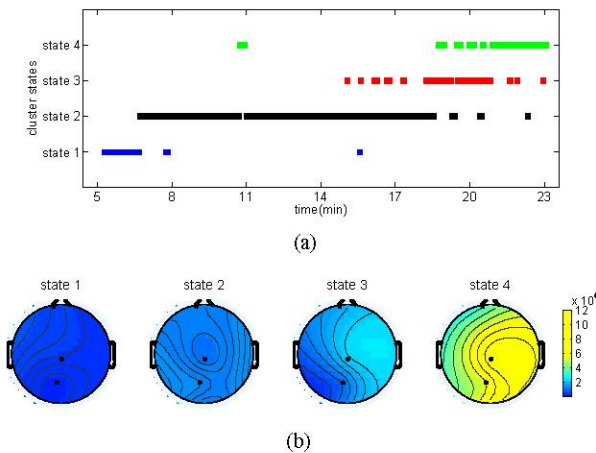 state 4
state 3
state 2
state 1
cluster states
5 8 11 14 17 20 23
time(min)
(a)
state 1 state 2 state 3 state 4
12
10
8
6
4
2
(b)